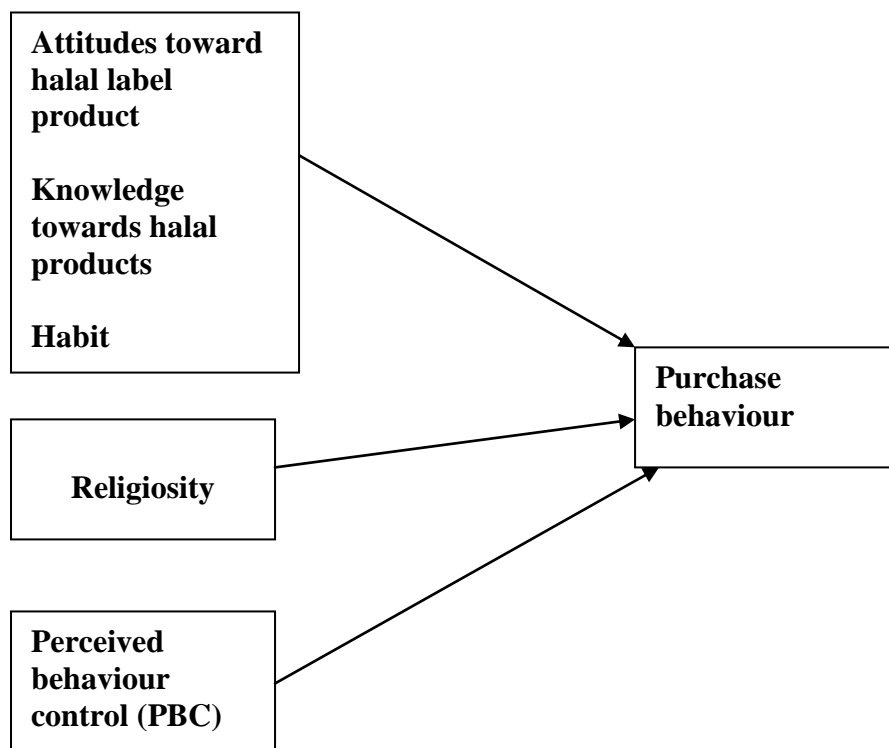 Attitudes toward
halal label
product
Knowledge
towards halal
products
Habit
Purchase
behaviour
Religiosity
Perceived
behaviour
control (PBC)